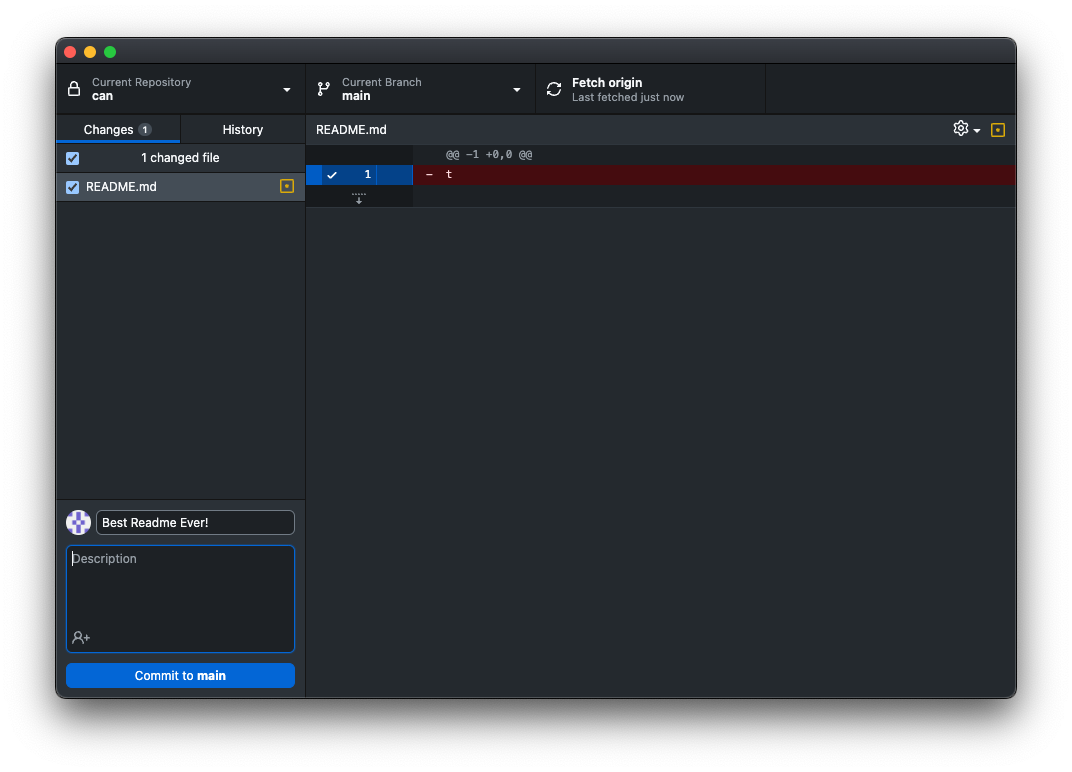 Current Repository
can
Current Branch
main
Fetch origin
Last fetched just now
Changes 1
History
README.md
1 changed file
@@ -1 +0,0 @@
README.md
1 - t
Best Readme Ever!
Description
Commit to main